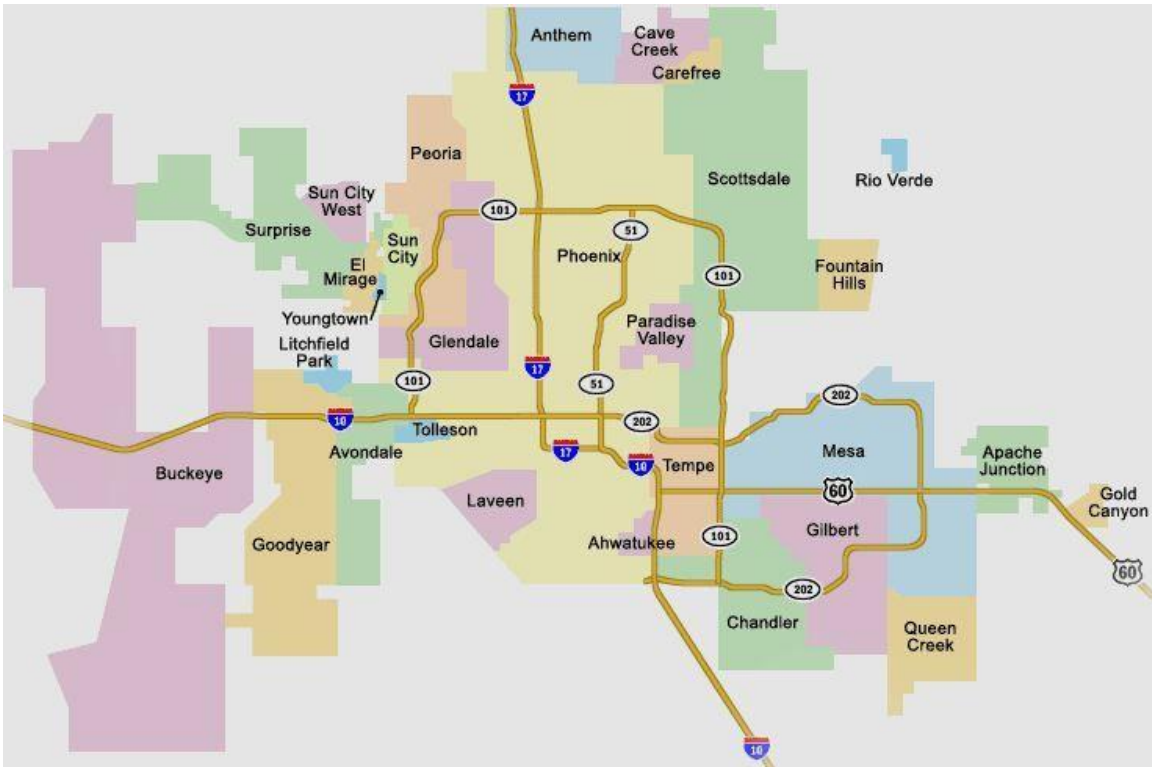 Anthem
Cave
Creek
Carefree
17
Peoria
Scottsdale
Rio Verde
Sun City
West
101
51
Surprise
Sun
City
Phoenix
El
Mirage
101
Fountain
Hills
Youngtown
Paradise
Valley
Litchfield
Park
Glendale
17
101
51
202
10
202
Tolleson
Avondale
17
10
Tempe
Mesa
Apache
Junction
Buckeye
60
Laveen
Gold
Canyon
Goodyear
Ahwatukee
101
Gilbert
60
202
Chandler
Queen
Creek
10